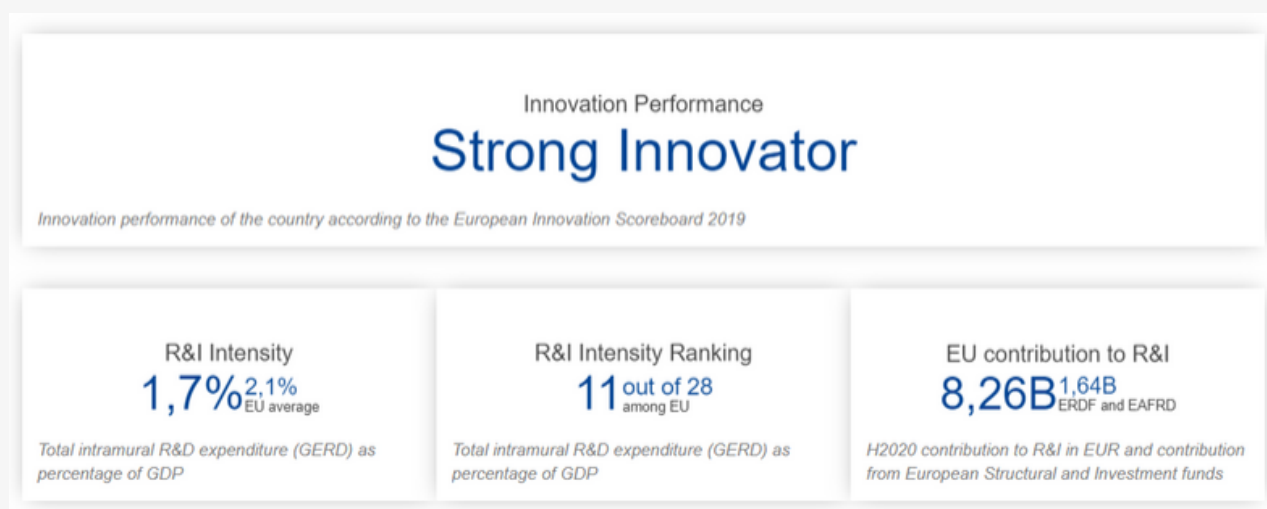 Innovation Performance
Strong Innovator
Innovation performance of the country according to the European Innovation Scoreboard 2019
R&I Intensity
1,7% 2,1%
EU average
Total intramural R&D expenditure (GERD) as
percentage of GDP
R&I Intensity Ranking
11 out of 28
among EU
Total intramural R&D expenditure (GERD) as
percentage of GDP
EU contribution to R&I
8,26B 1,64B
ERDF and EAFRD
H2020 contribution to R&I in EUR and contribution
from European Structural and Investment funds